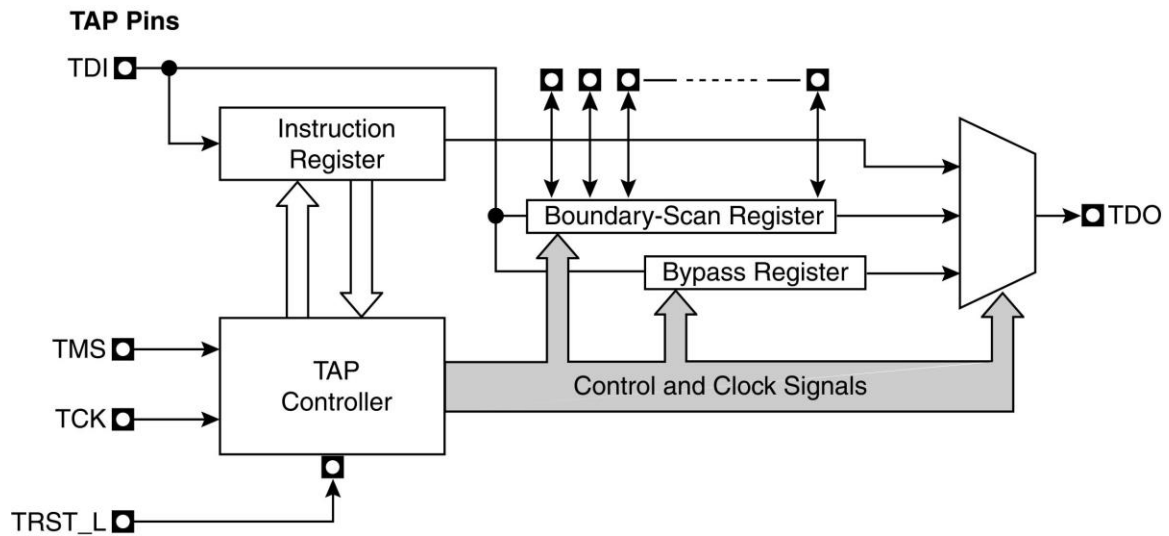 TAP Pins
TDI
Instruction
Register
Boundary-Scan Register
TDO
Bypass Register
TMS
TAP
Controller
Control and Clock Signals
TCK
TRST_L